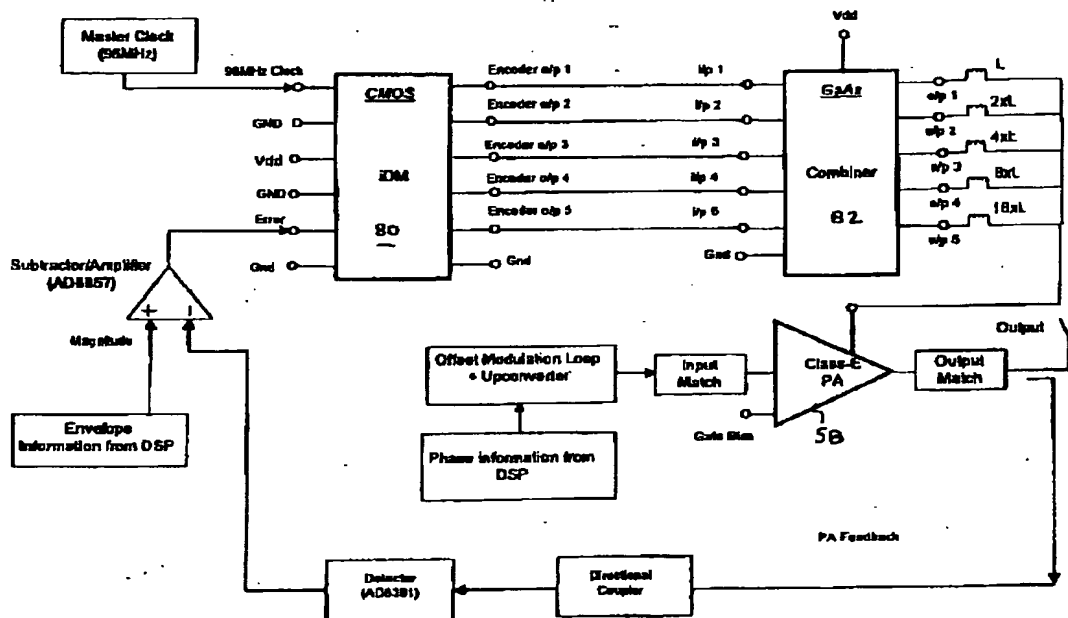 Master Clock
(96MHz)
96MHz Clock
GND
Vdd
GND
Error
Gnd
CMOS
iDM
80
Encoder o/p 1
Encoder o/p 2
Encoder o/p 3
Encoder o/p 4
Encoder o/p 5
Gnd
i/p 1
i/p 2
i/p 3
i/p 4
i/p 5
Gnd
Vdd
GaAs
Combiner
82
o/p 1
o/p 2
o/p 3
o/p 4
o/p 5
L
2xL
4xL
8xL
16xL
Subtractor/Amplifier
+
Magnitude
Envelope
Information from DSP
Offset Modulation Loop
+ Upconverter
Phase Information from
DSP
Input
Match
Class-E
PA
Gate Bias
58
Output
Match
Output
PA Feedback
Directional
Coupler
Detector